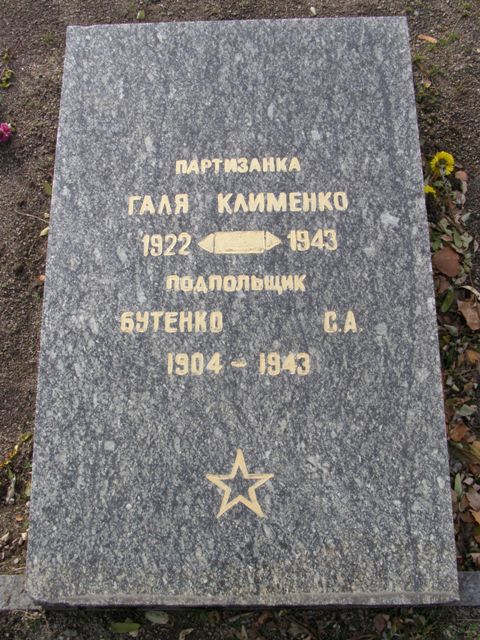 ПАРТИЗАНКА
ГАЛЯ КЛИМЕНКО
1922 1943
ПОДПОЛЬЩИК
БУТЕНКО С.А.
1904 - 1943